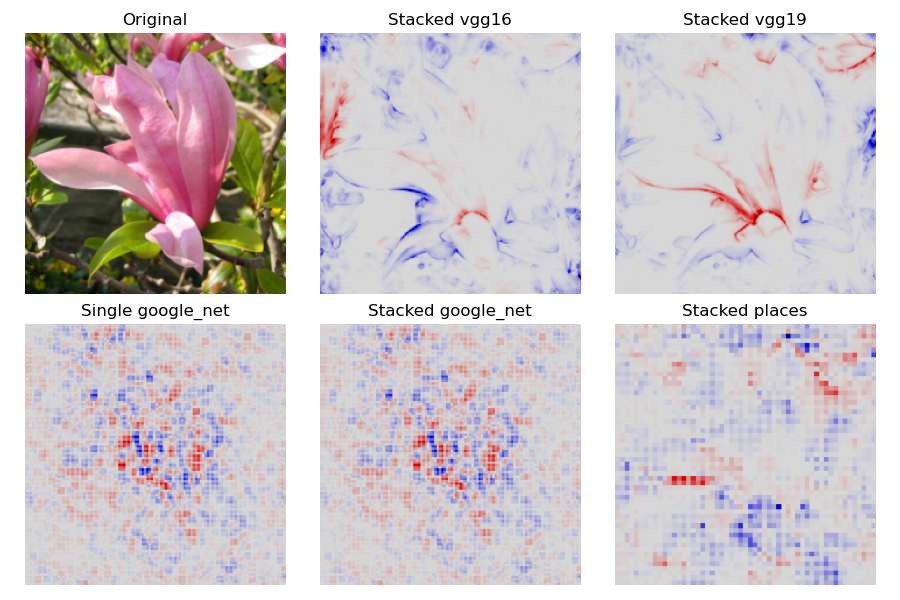 Original
Stacked vgg16
Stacked vgg19
Single google_net
Stacked google_net
Stacked places